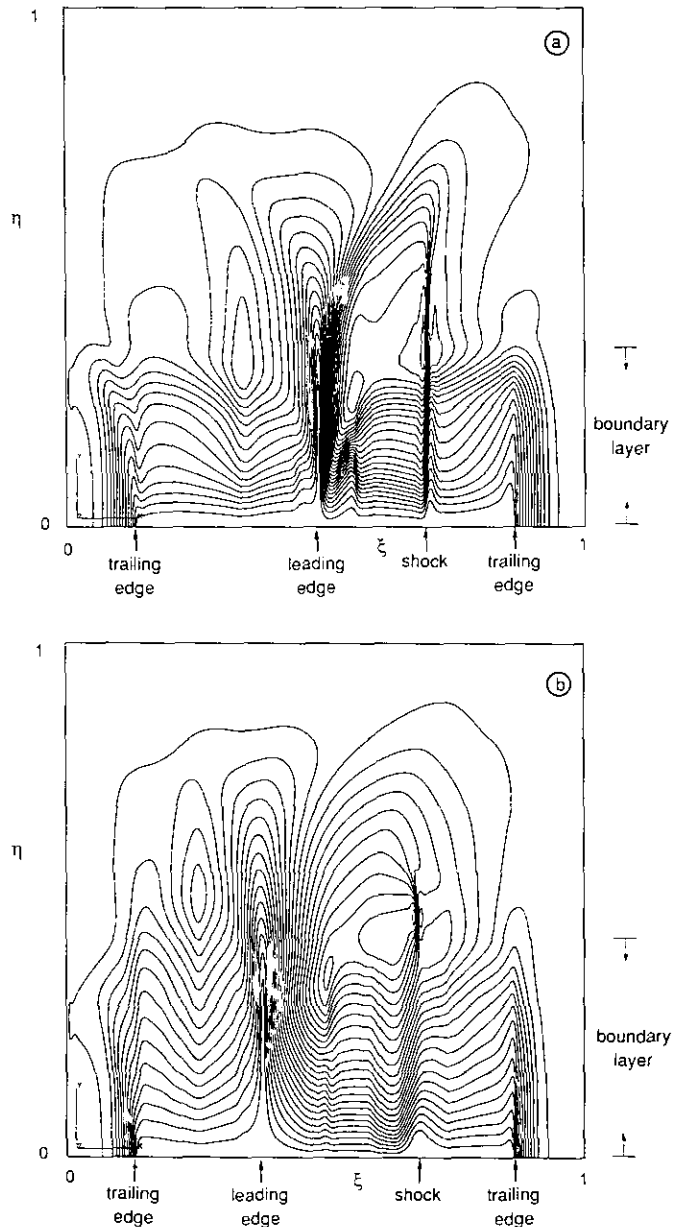 1
a
η
boundary
layer
0
0
ξ
1
trailing
edge
leading
edge
shock
trailing
edge
1
b
η
boundary
layer
0
0
ξ
1
trailing
edge
leading
edge
shock
trailing
edge